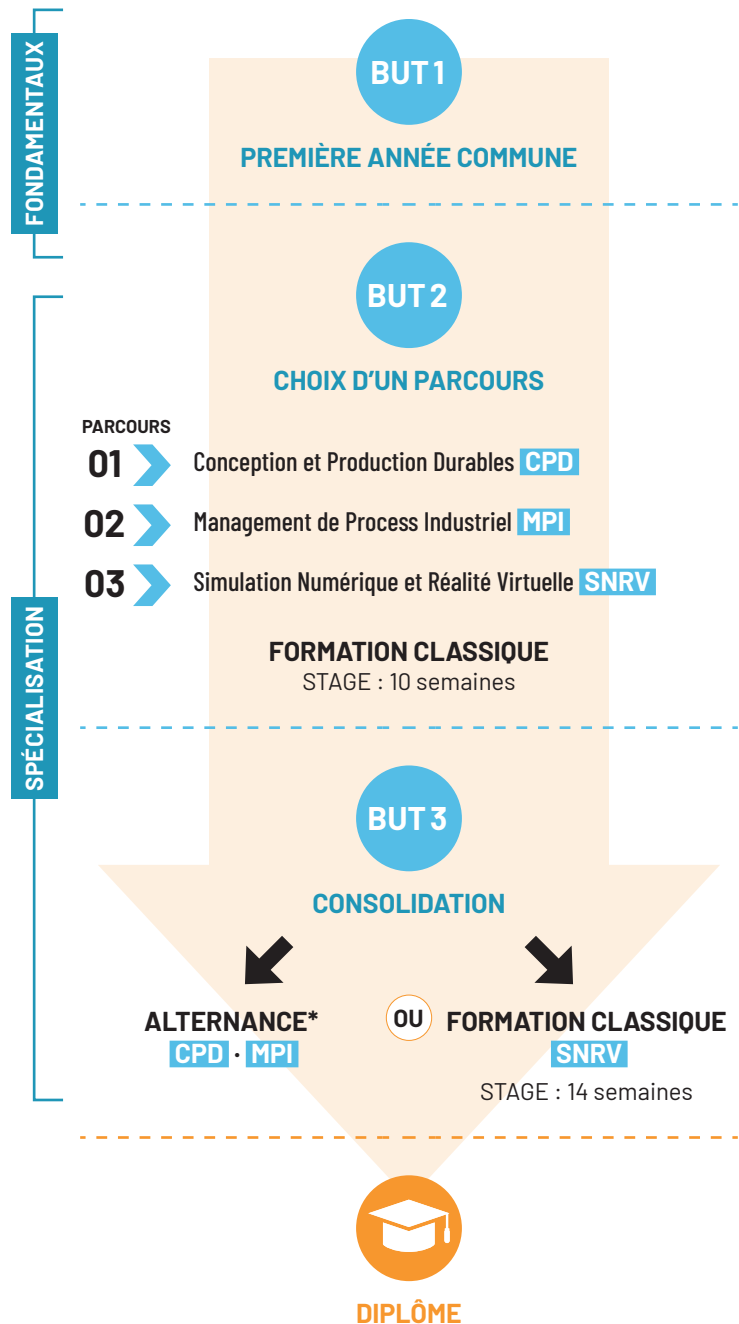 FONDAMENTAUX
BUT 1
PREMIÈRE ANNÉE COMMUNE
SPÉCIALISATION
BUT 2
CHOIX D'UN PARCOURS
PARCOURS
01 Conception et Production Durables CPD
02 Management de Process Industriel MPI
03 Simulation Numérique et Réalité Virtuelle SNRV
FORMATION CLASSIQUE
STAGE : 10 semaines
BUT 3
CONSOLIDATION
ALTERNANCE*
CPD · MPI
OU
FORMATION CLASSIQUE
SNRV
STAGE : 14 semaines
DIPLÔME